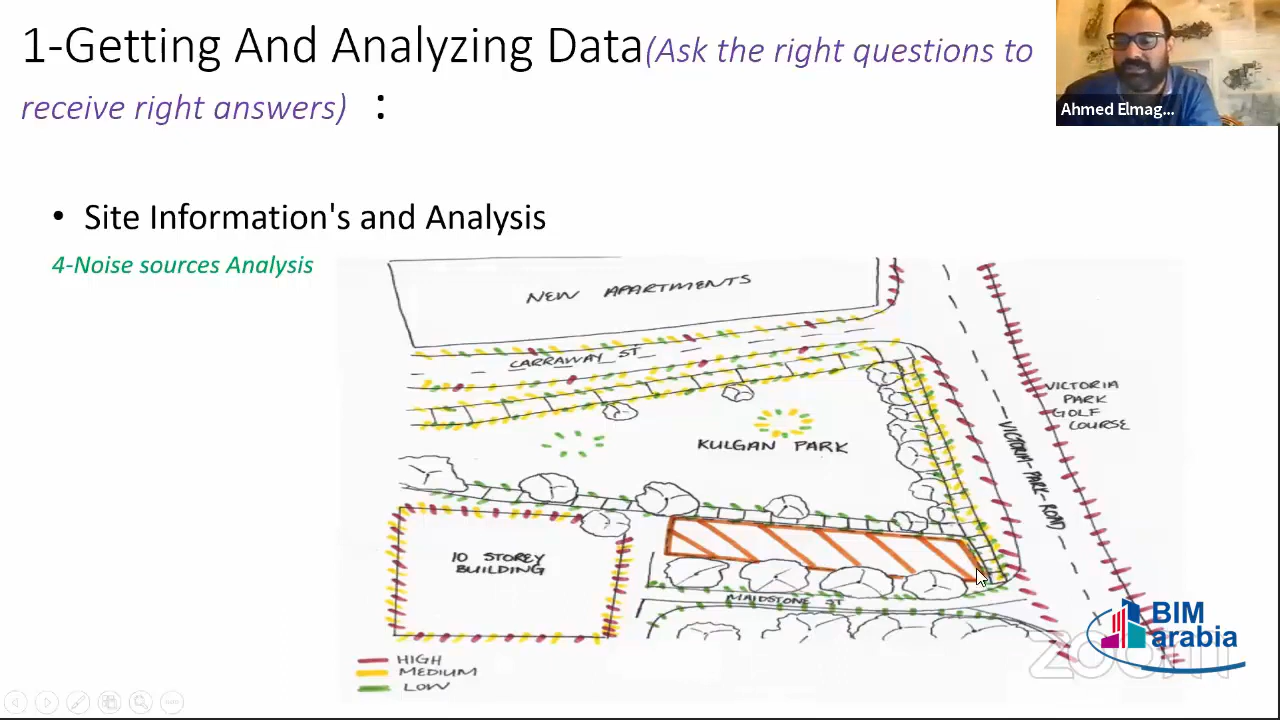 1-Getting And Analyzing Data(Ask the right questions to
receive right answers) :
Ahmed Elmag...
• Site Information's and Analysis
4-Noise sources Analysis
NEW APARTMENTS
CARRAWAY ST
VICTORIA
PARK
GOLF
COURSE
KULGAN PARK
VICTORIA-PARK-ROAD
10 STOREY
BUILDING
MAIDSTONE ST
BIM
arabia
zoom
HIGH
MEDIUM
LOW